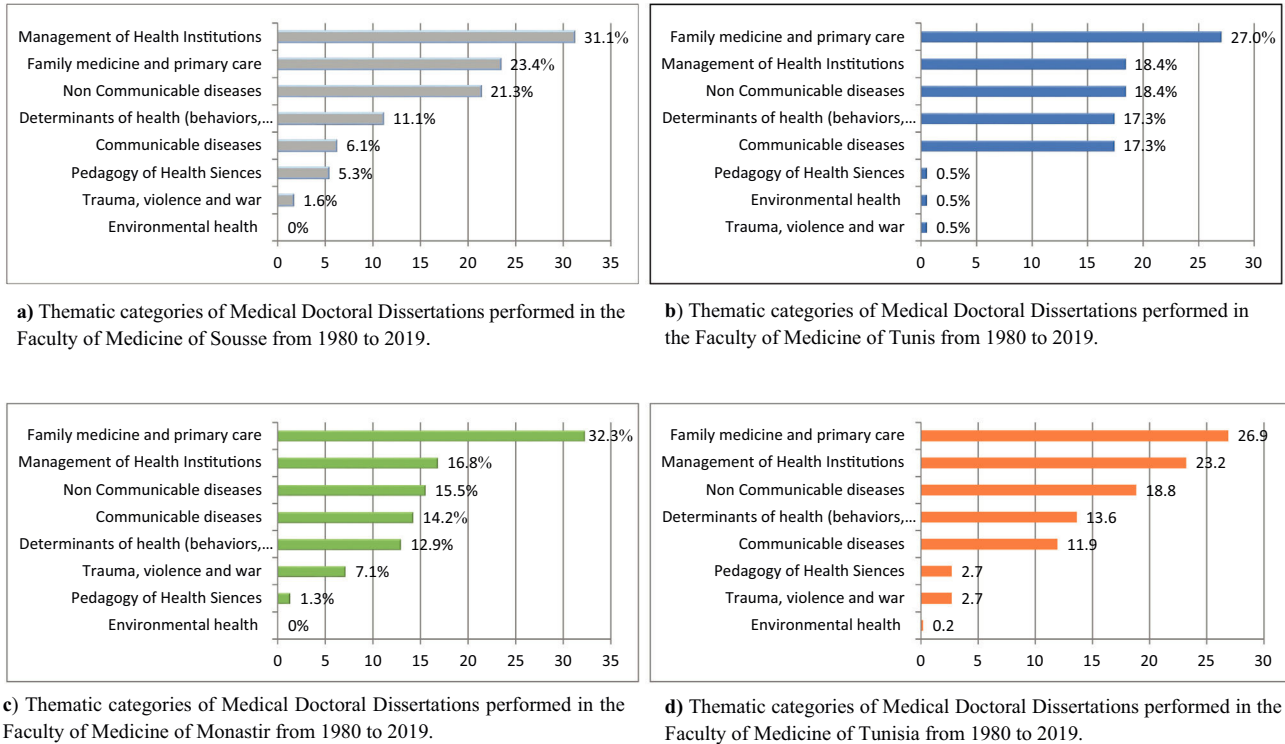 Management of Health Institutions 31.1%
Family medicine and primary care 23.4%
Non Communicable diseases 21.3%
Determinants of health (behaviors,... 11.1%
Communicable diseases 6.1%
Pedagogy of Health Siences 5.3%
Trauma, violence and war 1.6%
Environmental health 0%
0 5 10 15 20 25 30 35
a) Thematic categories of Medical Doctoral Dissertations performed in the
Faculty of Medicine of Sousse from 1980 to 2019.
Family medicine and primary care 27.0%
Management of Health Institutions 18.4%
Non Communicable diseases 18.4%
Determinants of health (behaviors,... 17.3%
Communicable diseases 17.3%
Pedagogy of Health Siences 0.5%
Environmental health 0.5%
Trauma, violence and war 0.5%
0 5 10 15 20 25 30
b) Thematic categories of Medical Doctoral Dissertations performed in
the Faculty of Medicine of Tunis from 1980 to 2019.
Family medicine and primary care 32.3%
Management of Health Institutions 16.8%
Non Communicable diseases 15.5%
Communicable diseases 14.2%
Determinants of health (behaviors,... 12.9%
Trauma, violence and war 7.1%
Pedagogy of Health Siences 1.3%
Environmental health 0%
0 5 10 15 20 25 30 35
c) Thematic categories of Medical Doctoral Dissertations performed in the
Faculty of Medicine of Monastir from 1980 to 2019.
Family medicine and primary care 26.9
Management of Health Institutions 23.2
Non Communicable diseases 18.8
Determinants of health (behaviors,... 13.6
Communicable diseases 11.9
Pedagogy of Health Siences 2.7
Trauma, violence and war 2.7
Environmental health 0.2
0 5 10 15 20 25 30
d) Thematic categories of Medical Doctoral Dissertations performed in the
Faculty of Medicine of Tunisia from 1980 to 2019.